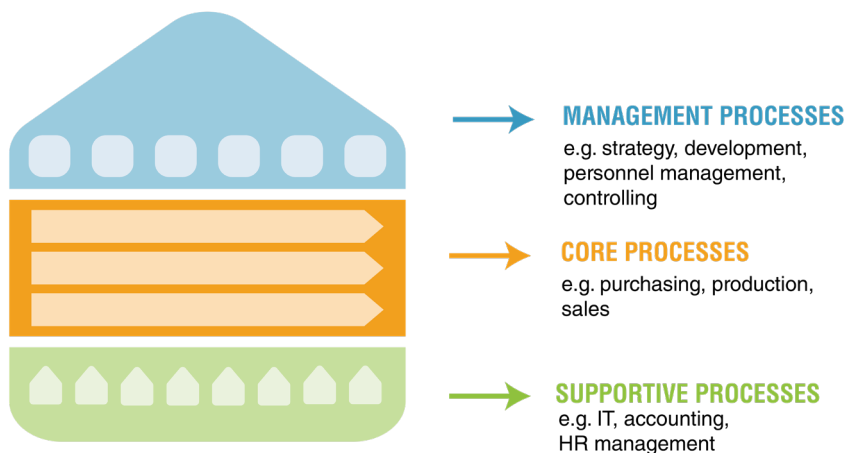 MANAGEMENT PROCESSES
e.g. strategy, development,
personnel management,
controlling
CORE PROCESSES
e.g. purchasing, production,
sales
SUPPORTIVE PROCESSES
e.g. IT, accounting,
HR management